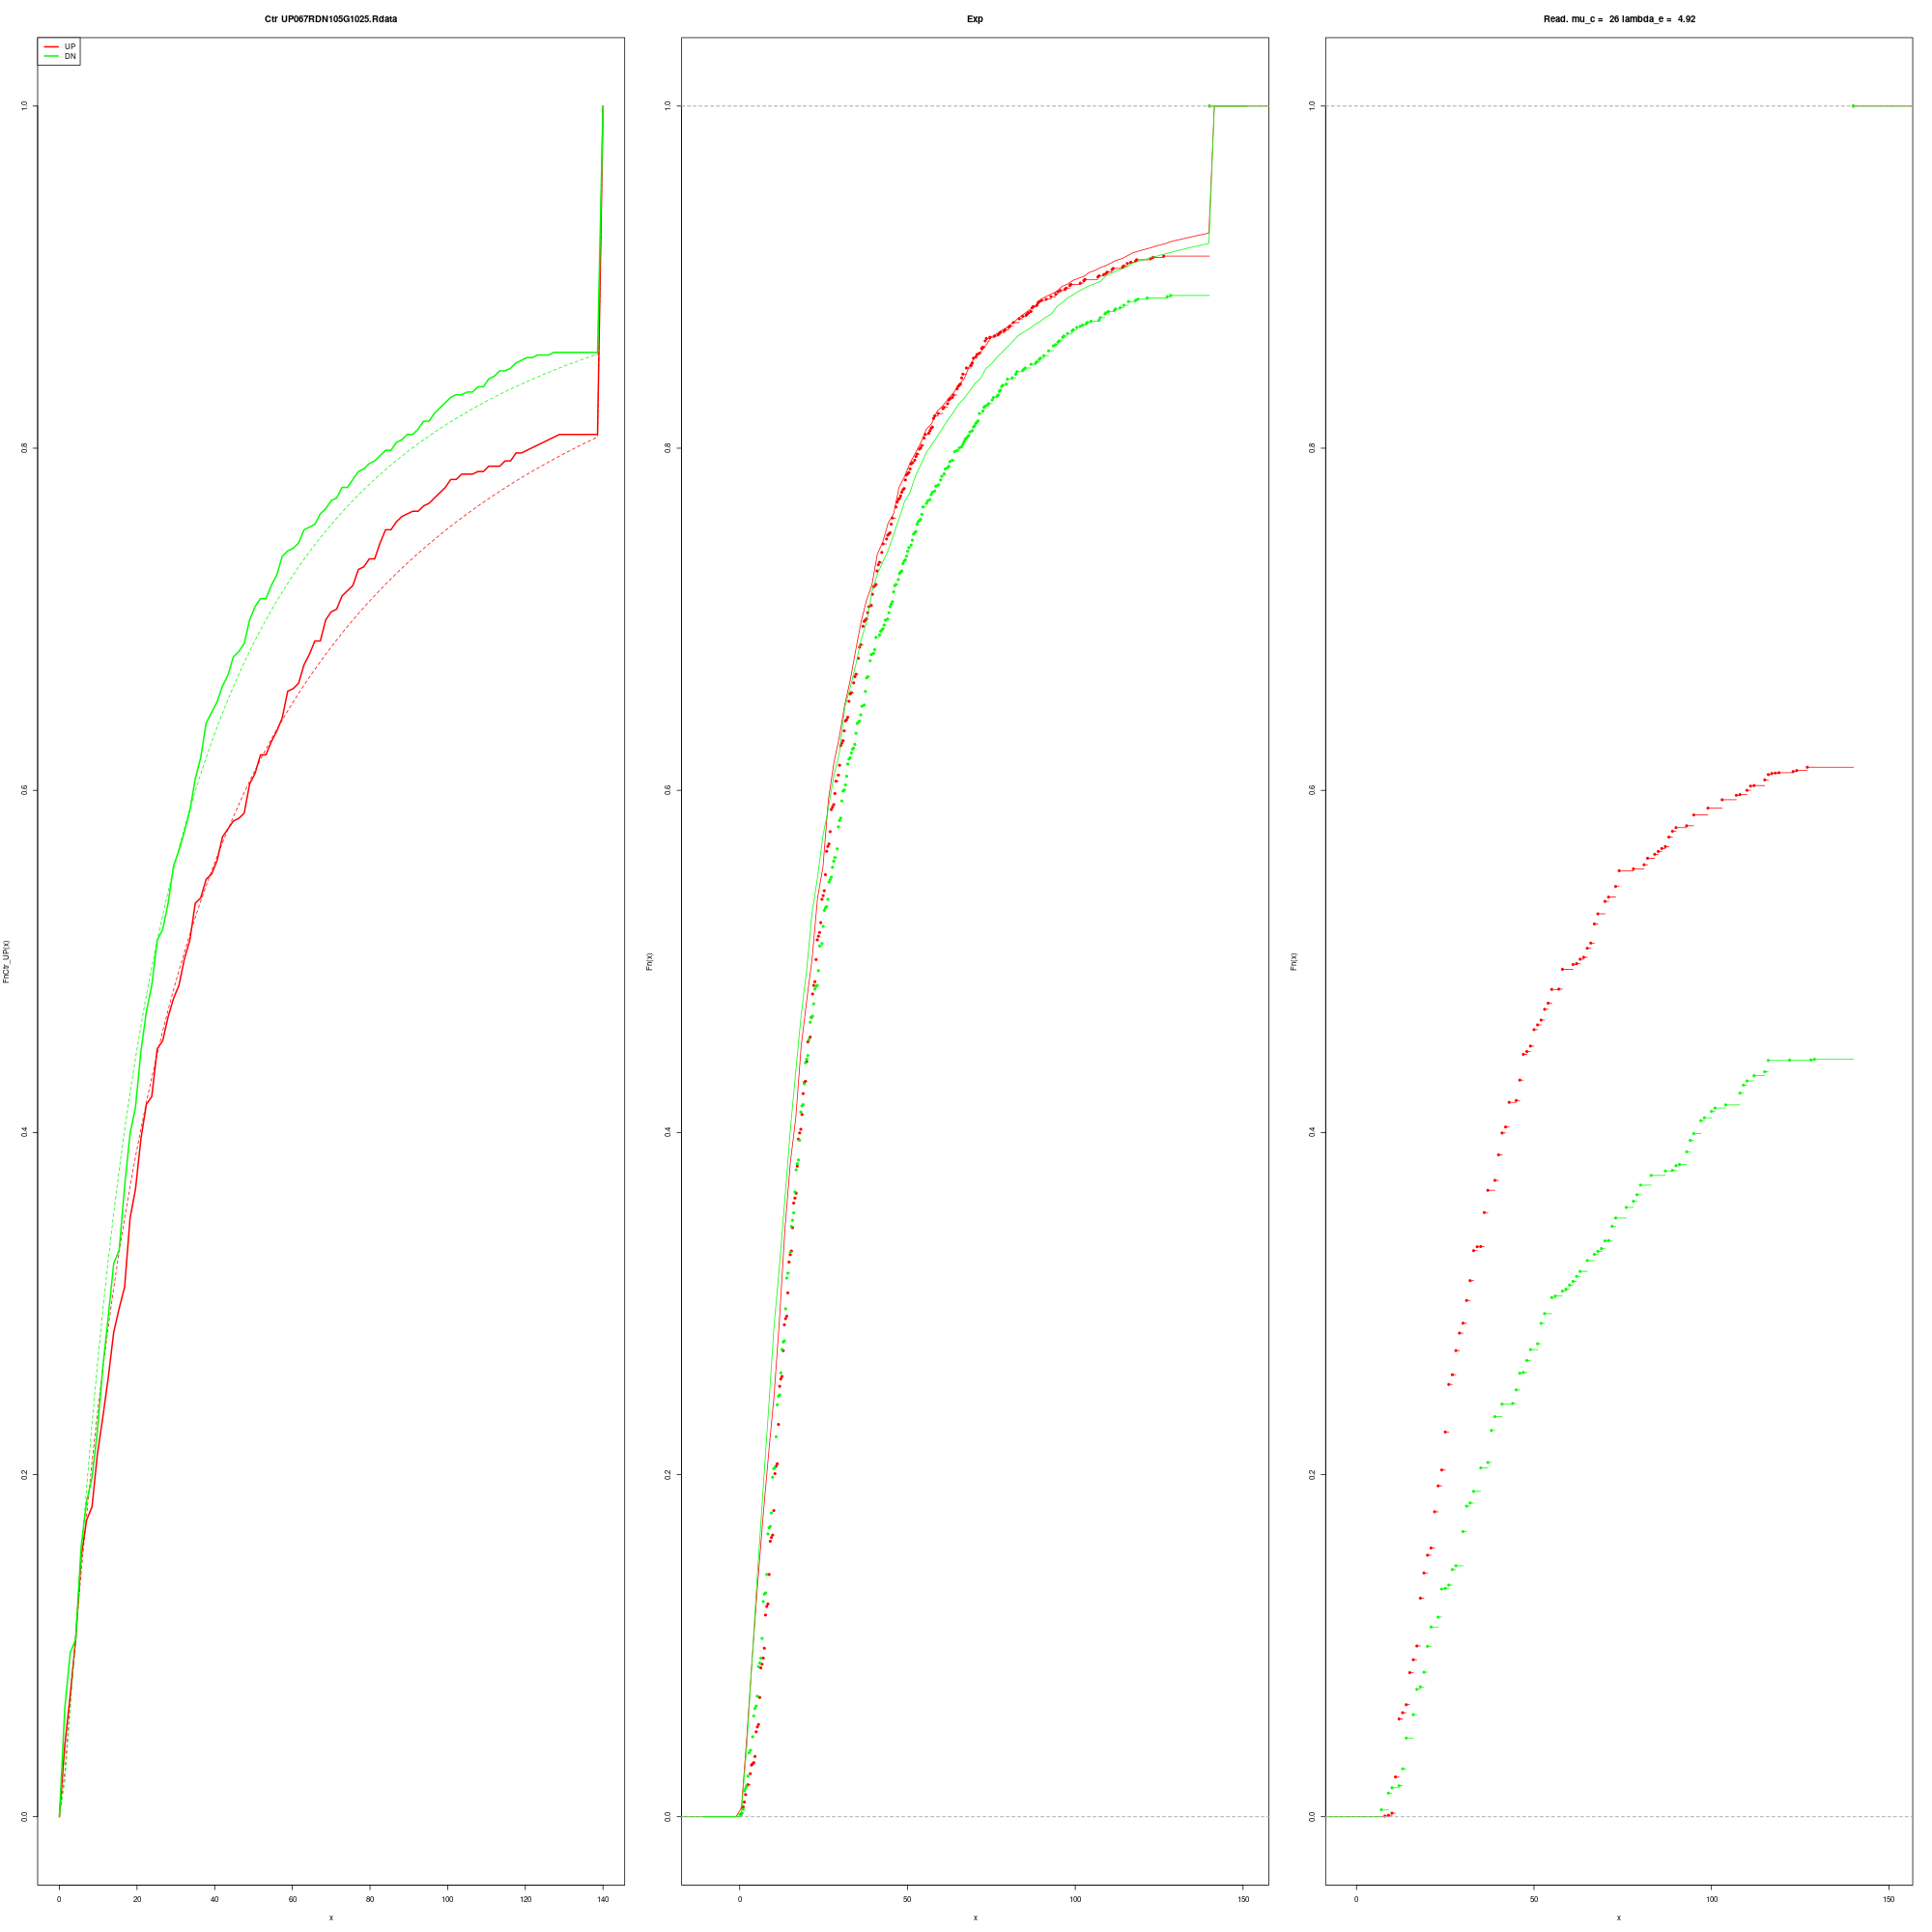 Ctr UP067RDN105G1025.Rdata
UP
DN
FnCtr_UP(x)
0.0
0.2
0.4
0.6
0.8
1.0
0 20 40 60 80 100 120 140
x
Exp
Fn(x)
0.0
0.2
0.4
0.6
0.8
1.0
0 50 100 150
x
Read. mu_c = 26 lambda_e = 4.92
Fn(x)
0.0
0.2
0.4
0.6
0.8
1.0
0 50 100 150
x